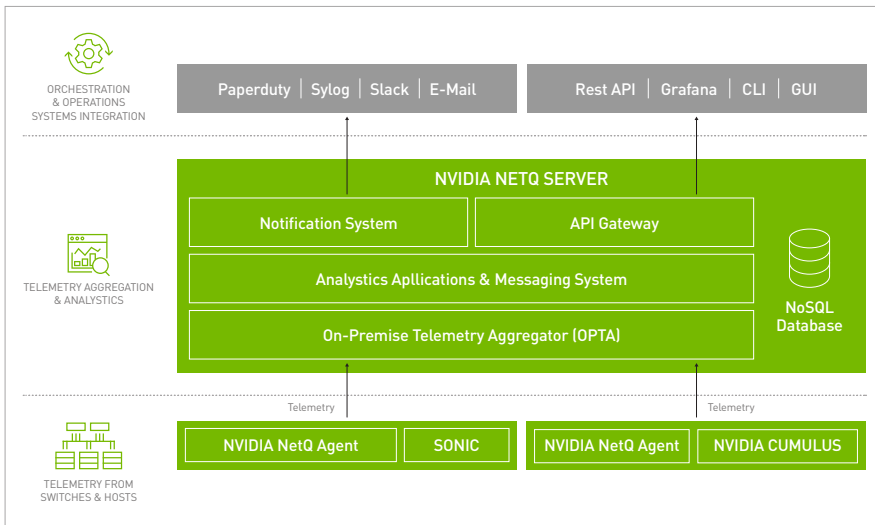 ORCHESTRATION
& OPERATIONS
SYSTEMS INTEGRATION
Paperduty | Sylog | Slack | E-Mail
Rest API | Grafana | CLI | GUI
TELEMETRY AGGREGATION
& ANALYSTICS
NVIDIA NETQ SERVER
Notification System
API Gateway
Analystics Apllications & Messaging System
On-Premise Telemetry Aggregator (OPTA)
NoSQL
Database
Telemetry
Telemetry
TELEMETRY FROM
SWITCHES & HOSTS
NVIDIA NetQ Agent
SONIC
NVIDIA NetQ Agent
NVIDIA CUMULUS